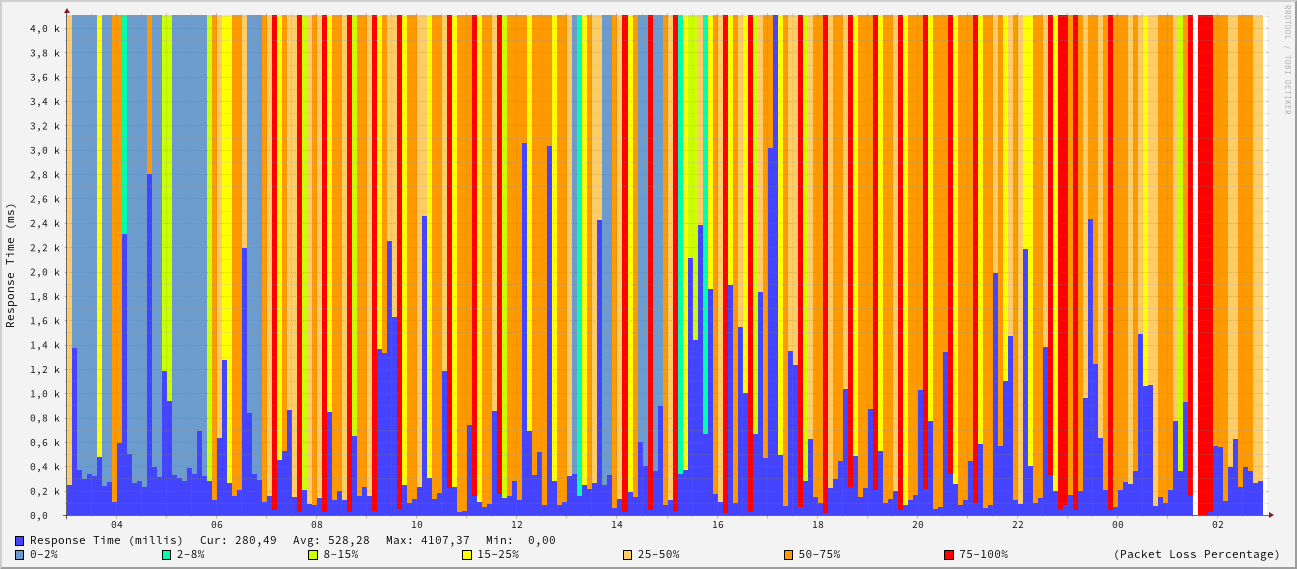 RRDTOOL / TOBI OETIKER
Response Time (ms)
4,0 k
3,8 k
3,6 k
3,4 k
3,2 k
3,0 k
2,8 k
2,6 k
2,4 k
2,2 k
2,0 k
1,8 k
1,6 k
1,4 k
1,2 k
1,0 k
0,8 k
0,6 k
0,4 k
0,2 k
0,0
04 06 08 10 12 14 16 18 20 22 00 02
Response Time (millis) Cur: 280,49 Avg: 528,28 Max: 4107,37 Min: 0,00
0-2% 2-8% 8-15% 15-25% 25-50% 50-75% 75-100% (Packet Loss Percentage)